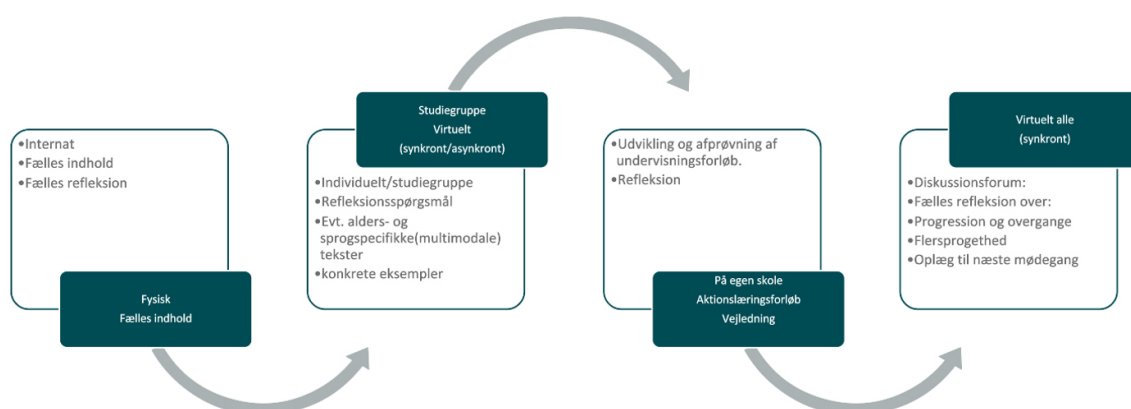 •Internat
•Fælles indhold
•Fælles refleksion
Fysisk
Fælles indhold
Studiegruppe
Virtuelt
(synkront/asynkront)
•Individuelt/studiegruppe
•Refleksionsspørgsmål
•Evt. alders- og
sprogspecifikke(multimodale)
tekster
•konkrete eksempler
•Udvikling og afprøvning af
undervisningsforløb.
•Refleksion
På egen skole
Aktionslæringsforløb
Vejledning
Virtuelt alle
(synkront)
•Diskussionsforum:
•Fælles refleksion over:
•Progression og overgange
•Flersprogethed
•Oplæg til næste mødegang